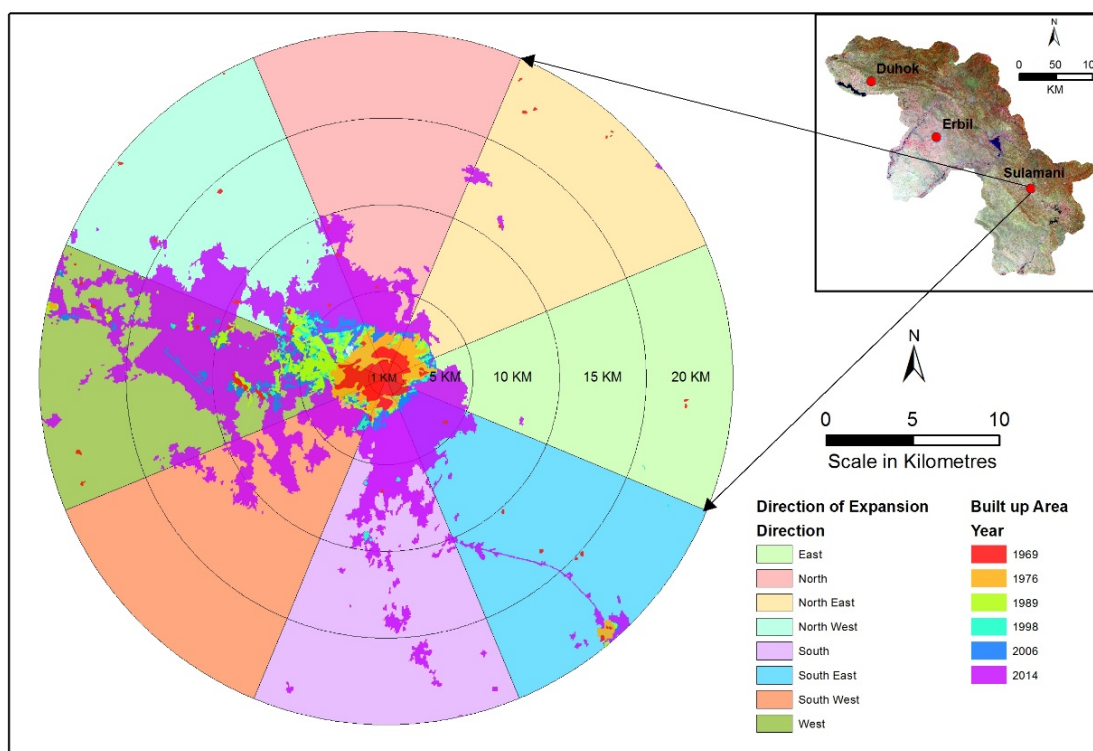 N
0 50 10
KM
Duhok
Erbil
Sulamani
1 KM
5 KM
10 KM
15 KM
20 KM
N
0 5 10
Scale in Kilometres
Direction of Expansion
Direction
East
North
North East
North West
South
South East
South West
West
Built up Area
Year
1969
1976
1989
1998
2006
2014